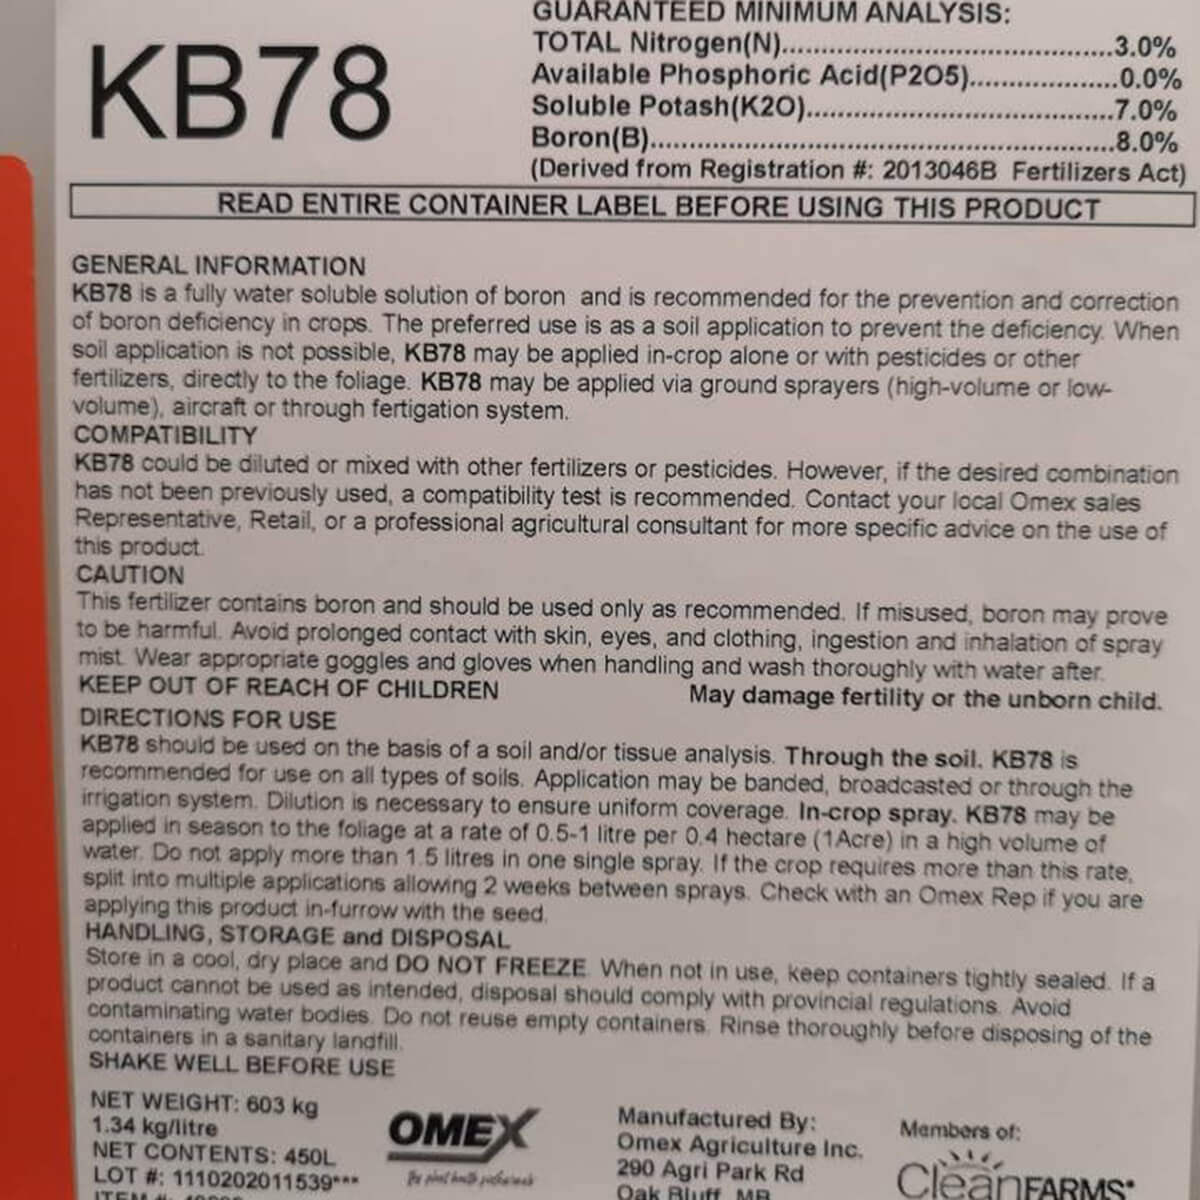 KB78
GUARANTEED MINIMUM ANALYSIS:
TOTAL Nitrogen(N)........................................3.0%
Available Phosphoric Acid(P2O5)..................0.0%
Soluble Potash(K2O).....................................7.0%
Boron(B)........................................................8.0%
(Derived from Registration #: 2013046B Fertilizers Act)
READ ENTIRE CONTAINER LABEL BEFORE USING THIS PRODUCT
GENERAL INFORMATION
KB78 is a fully water soluble solution of boron and is recommended for the prevention and correction
of boron deficiency in crops. The preferred use is as a soil application to prevent the deficiency. When
soil application is not possible, KB78 may be applied in-crop alone or with pesticides or other
fertilizers, directly to the foliage. KB78 may be applied via ground sprayers (high-volume or low-
volume), aircraft or through fertigation system.
COMPATIBILITY
KB78 could be diluted or mixed with other fertilizers or pesticides. However, if the desired combination
has not been previously used, a compatibility test is recommended. Contact your local Omex sales
Representative, Retail, or a professional agricultural consultant for more specific advice on the use of
this product.
CAUTION
This fertilizer contains boron and should be used only as recommended. If misused, boron may prove
to be harmful. Avoid prolonged contact with skin, eyes, and clothing, ingestion and inhalation of spray
mist. Wear appropriate goggles and gloves when handling and wash thoroughly with water after.
KEEP OUT OF REACH OF CHILDREN May damage fertility or the unborn child.
DIRECTIONS FOR USE
KB78 should be used on the basis of a soil and/or tissue analysis. Through the soil. KB78 is
recommended for use on all types of soils. Application may be banded, broadcasted or through the
irrigation system. Dilution is necessary to ensure uniform coverage. In-crop spray. KB78 may be
applied in season to the foliage at a rate of 0.5-1 litre per 0.4 hectare (1Acre) in a high volume of
water. Do not apply more than 1.5 litres in one single spray. If the crop requires more than this rate,
split into multiple applications allowing 2 weeks between sprays. Check with an Omex Rep if you are
applying this product in-furrow with the seed.
HANDLING, STORAGE and DISPOSAL
Store in a cool, dry place and DO NOT FREEZE. When not in use, keep containers tightly sealed. If a
product cannot be used as intended, disposal should comply with provincial regulations. Avoid
contaminating water bodies. Do not reuse empty containers. Rinse thoroughly before disposing of the
containers in a sanitary landfill.
SHAKE WELL BEFORE USE
NET WEIGHT: 603 kg
1.34 kg/litre
NET CONTENTS: 450L
LOT #: 11102020115​39***
OMEX
the plant health professionals
Manufactured By:
Omex Agriculture Inc.
290 Agri Park Rd
Oak Bluff, MB
Members of:
CleanFARMS